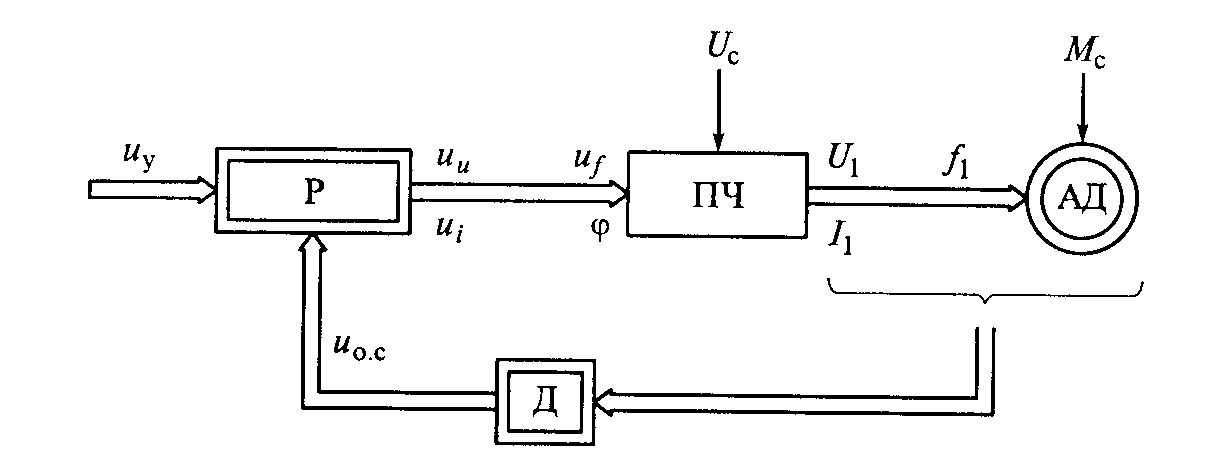 U_c M_c
u_у u_u u_f U_1 f_1
Р ПЧ АД
u_i φ I_1
u_о.с
Д